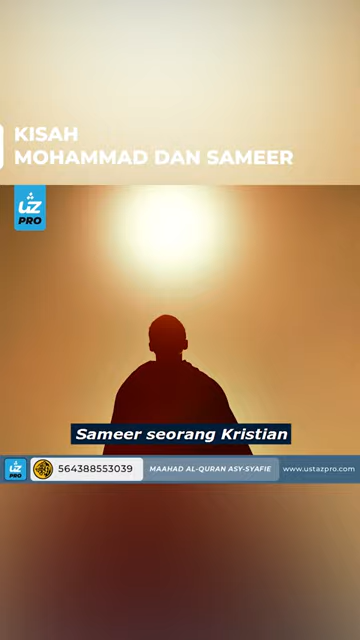 KISAH
MOHAMMAD DAN SAMEER
UZ
PRO
Sameer seorang Kristian
UZ
PRO
564388553039
MAAHAD AL-QURAN ASY-SYAFIE
www.ustazpro.com